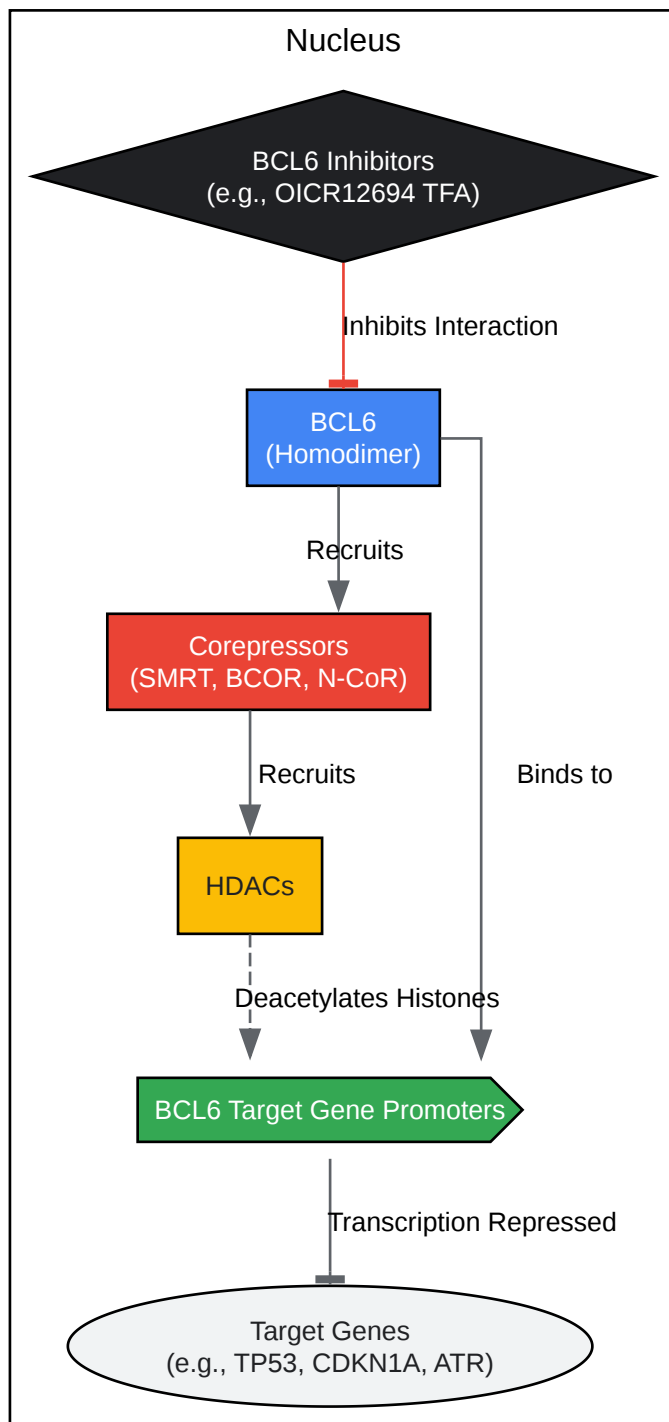 Nucleus
BCL6 Inhibitors
(e.g., OICR12694 TFA)
Inhibits Interaction
BCL6
(Homodimer)
Recruits
Corepressors
(SMRT, BCOR, N-CoR)
Recruits
Binds to
HDACs
Deacetylates Histones
BCL6 Target Gene Promoters
Transcription Repressed
Target Genes
(e.g., TP53, CDKN1A, ATR)